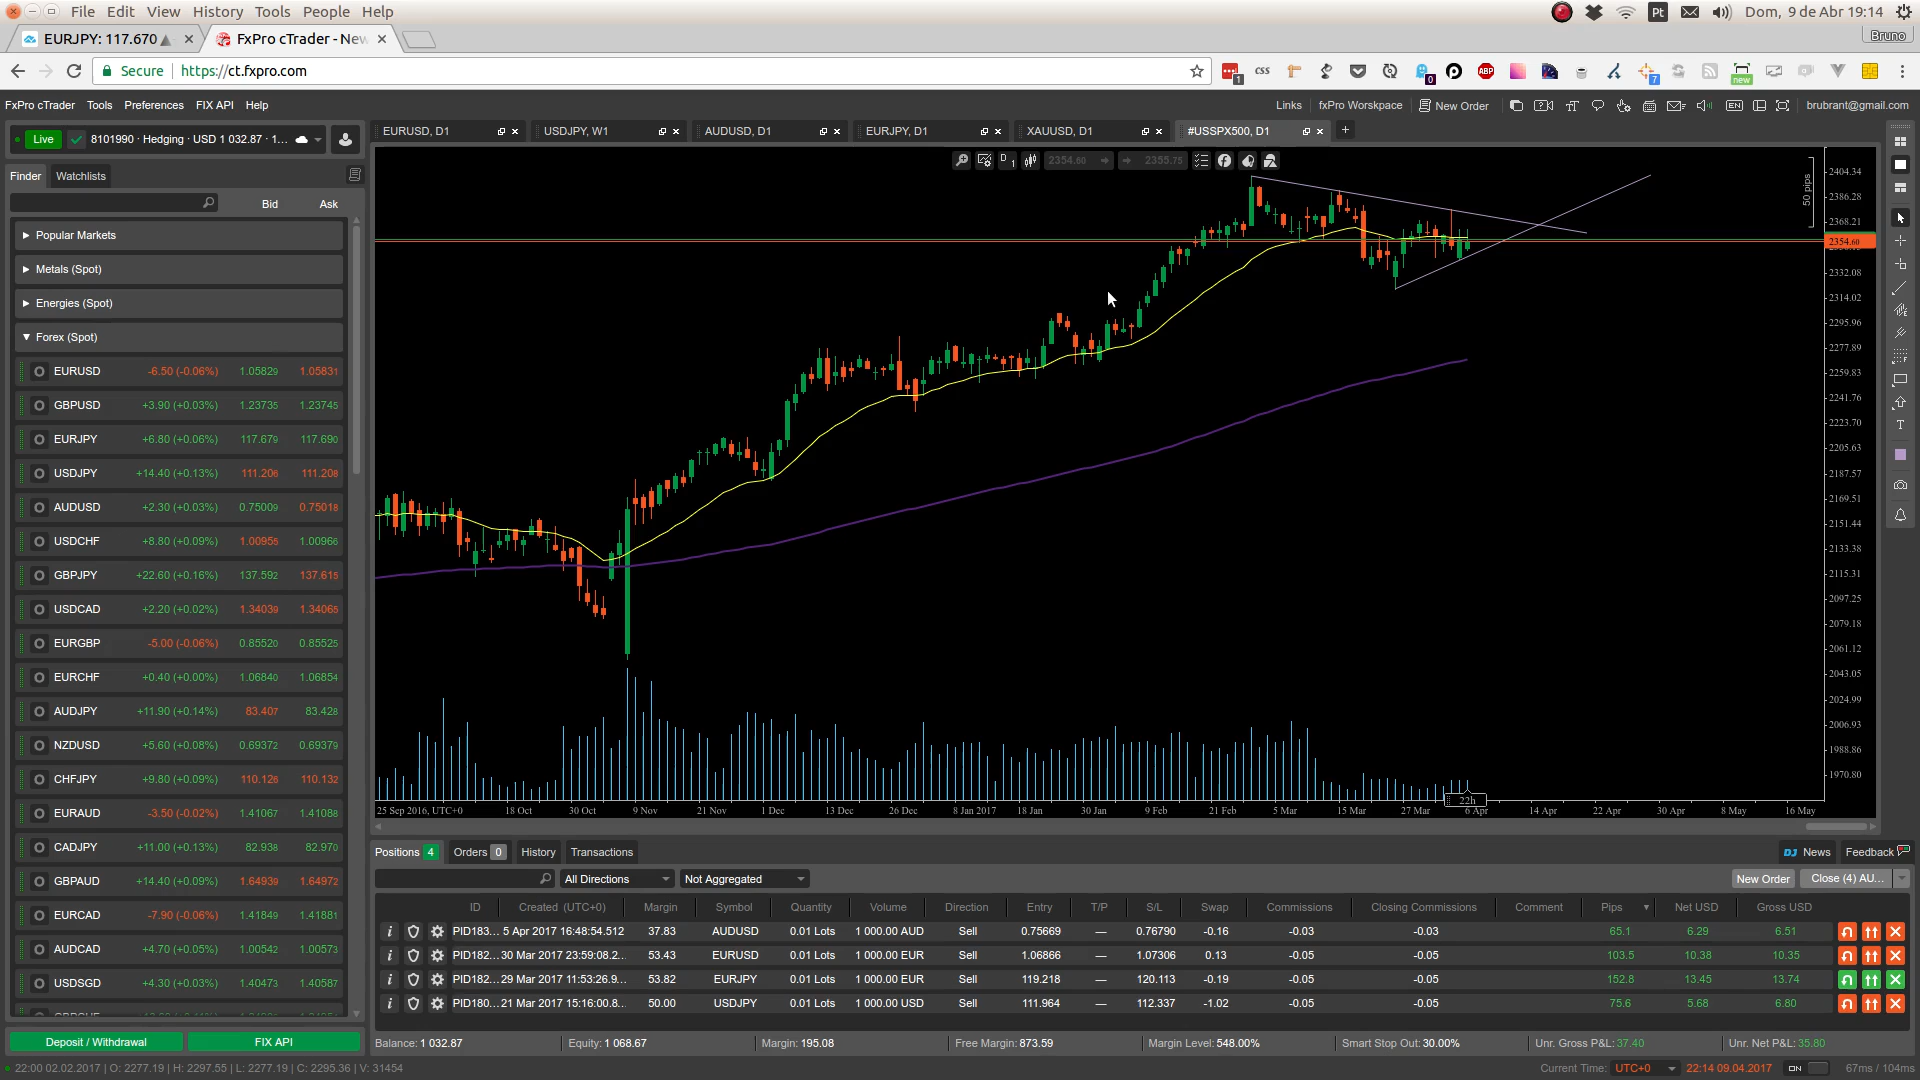 File Edit View History Tools People Help
Pt
Dom, 9 de Abr 19:14
EURJPY: 117.670
FxPro cTrader - New
Bruno
Secure https://ct.fxpro.com
1 CSS 0 ABP 7 new
FxPro cTrader Tools Preferences FIX API Help
Links fxPro Worskpace New Order EN brubrant@gmail.com
Live 8101990 · Hedging · USD 1 032.87 · 1...
EURUSD, D1 USDJPY, W1 AUDUSD, D1 EURJPY, D1 XAUUSD, D1 #USSPX500, D1
Finder Watchlists
D 1 2354.60 2355.75
Bid Ask
Popular Markets
Metals (Spot)
Energies (Spot)
Forex (Spot)
EURUSD -6.50 (-0.06%) 1.05829 1.05831
GBPUSD +3.90 (+0.03%) 1.23735 1.23745
EURJPY +6.80 (+0.06%) 117.679 117.690
USDJPY +14.40 (+0.13%) 111.206 111.208
AUDUSD +2.30 (+0.03%) 0.75009 0.75018
USDCHF +8.80 (+0.09%) 1.00956 1.00966
GBPJPY +22.60 (+0.16%) 137.592 137.615
USDCAD +2.20 (+0.02%) 1.34039 1.34065
EURGBP -5.00 (-0.06%) 0.85520 0.85525
EURCHF +0.40 (+0.00%) 1.06840 1.06854
AUDJPY +11.90 (+0.14%) 83.407 83.428
NZDUSD +5.60 (+0.08%) 0.69372 0.69379
CHFJPY +9.80 (+0.09%) 110.126 110.132
EURAUD -3.50 (-0.02%) 1.41067 1.41088
CADJPY +11.00 (+0.13%) 82.938 82.970
GBPAUD +14.40 (+0.09%) 1.64939 1.64972
EURCAD -7.90 (-0.06%) 1.41849 1.41881
AUDCAD +4.70 (+0.05%) 1.00542 1.00573
USDSGD +4.30 (+0.03%) 1.40473 1.40587
Deposit / Withdrawal FIX API
50 pips
2404.34
2386.28
2368.21
2354.60
2332.08
2314.02
2295.96
2277.89
2259.83
2241.76
2223.70
2205.63
2187.57
2169.51
2151.44
2133.38
2115.31
2097.25
2079.18
2061.12
2043.05
2024.99
2006.93
1988.86
1970.80
22h
25 Sep 2016, UTC+0 18 Oct 30 Oct 9 Nov 21 Nov 1 Dec 13 Dec 26 Dec 8 Jan 2017 18 Jan 30 Jan 9 Feb 21 Feb 5 Mar 15 Mar 27 Mar 6 Apr 14 Apr 22 Apr 30 Apr 8 May 16 May
Positions 4 Orders 0 History Transactions
DJ News Feedback
All Directions Not Aggregated
New Order Close (4) AU...
ID Created (UTC+0) Margin Symbol Quantity Volume Direction Entry T/P S/L Swap Commissions Closing Commissions Comment Pips Net USD Gross USD
PID183... 5 Apr 2017 16:48:54.512 37.83 AUDUSD 0.01 Lots 1 000.00 AUD Sell 0.75669 — 0.76790 -0.16 -0.03 -0.03 65.1 6.29 6.51
PID182... 30 Mar 2017 23:59:08.2... 53.43 EURUSD 0.01 Lots 1 000.00 EUR Sell 1.06866 — 1.07306 0.13 -0.05 -0.05 103.5 10.38 10.35
PID182... 29 Mar 2017 11:53:26.9... 53.82 EURJPY 0.01 Lots 1 000.00 EUR Sell 119.218 — 120.113 -0.19 -0.05 -0.05 152.8 13.45 13.74
PID180... 21 Mar 2017 15:16:00.8... 50.00 USDJPY 0.01 Lots 1 000.00 USD Sell 111.964 — 112.337 -1.02 -0.05 -0.05 75.6 5.68 6.80
Balance: 1 032.87 Equity: 1 068.67 Margin: 195.08 Free Margin: 873.59 Margin Level: 548.00% Smart Stop Out: 30.00% Unr. Gross P&L: 37.40 Unr. Net P&L: 35.80
22:00 02.02.2017 | O: 2277.19 | H: 2297.55 | L: 2277.19 | C: 2295.36 | V: 31454
Current Time: UTC+0 22:14 09.04.2017 ON 67ms / 104ms